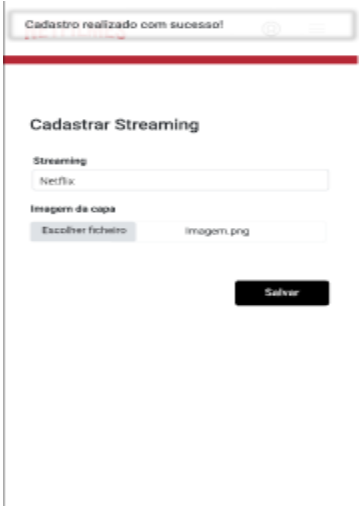 Cadastro realizado com sucesso!
Cadastrar Streaming
Streaming
Netflix
Imagem da capa
Escolher ficheiro Imagem.png
Salvar